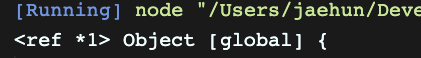 [Running] node "/Users/jaehun/Deve
<ref *1> Object [global] {